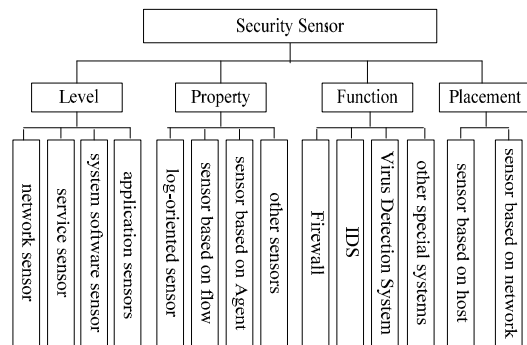 Security Sensor
Level
Property
Function
Placement
network sensor
service sensor
system software sensor
application sensors
log-oriented sensor
sensor based on flow
sensor based on Agent
other sensors
Firewall
IDS
Virus Detection System
other special systems
sensor based on host
sensor based on network